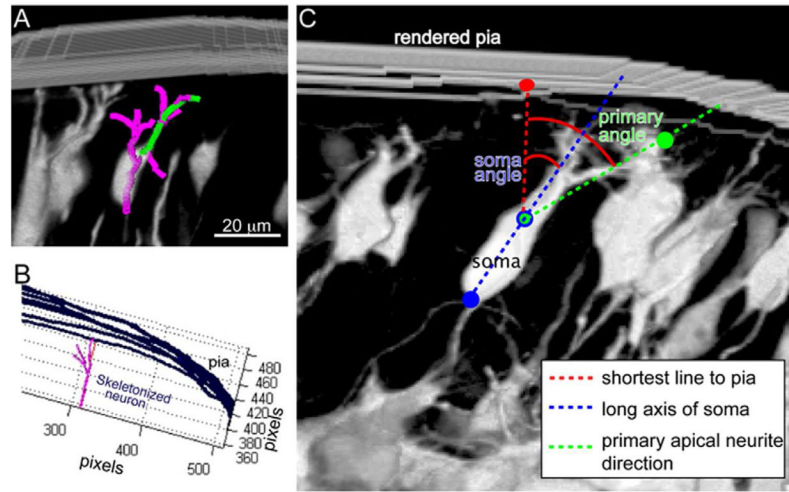 A
20 μm
B
pia
Skeletonized
neuron
300
400
500
pixels
480
460
440
420
400
380
360
pixels
C
rendered pia
primary
angle
soma
angle
soma
shortest line to pia
long axis of soma
primary apical neurite
direction